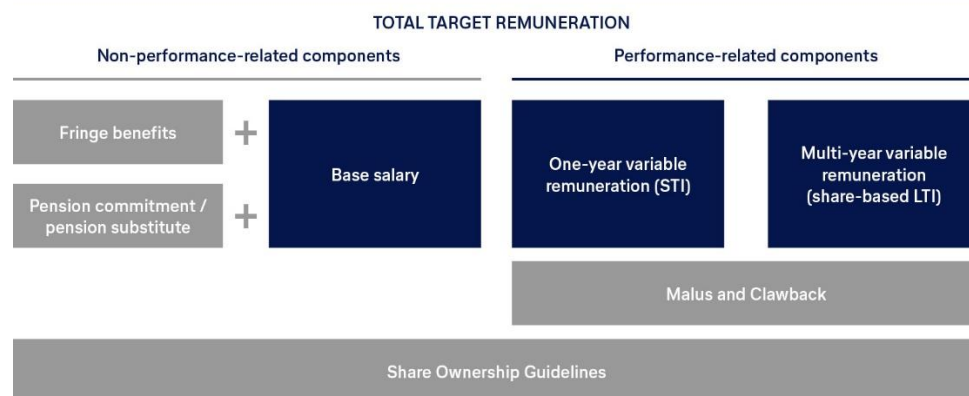 TOTAL TARGET REMUNERATION
Non-performance-related components
Performance-related components
Fringe benefits
+
Pension commitment /
pension substitute
+
Base salary
One-year variable
remuneration (STI)
Multi-year variable
remuneration
(share-based LTI)
Malus and Clawback
Share Ownership Guidelines